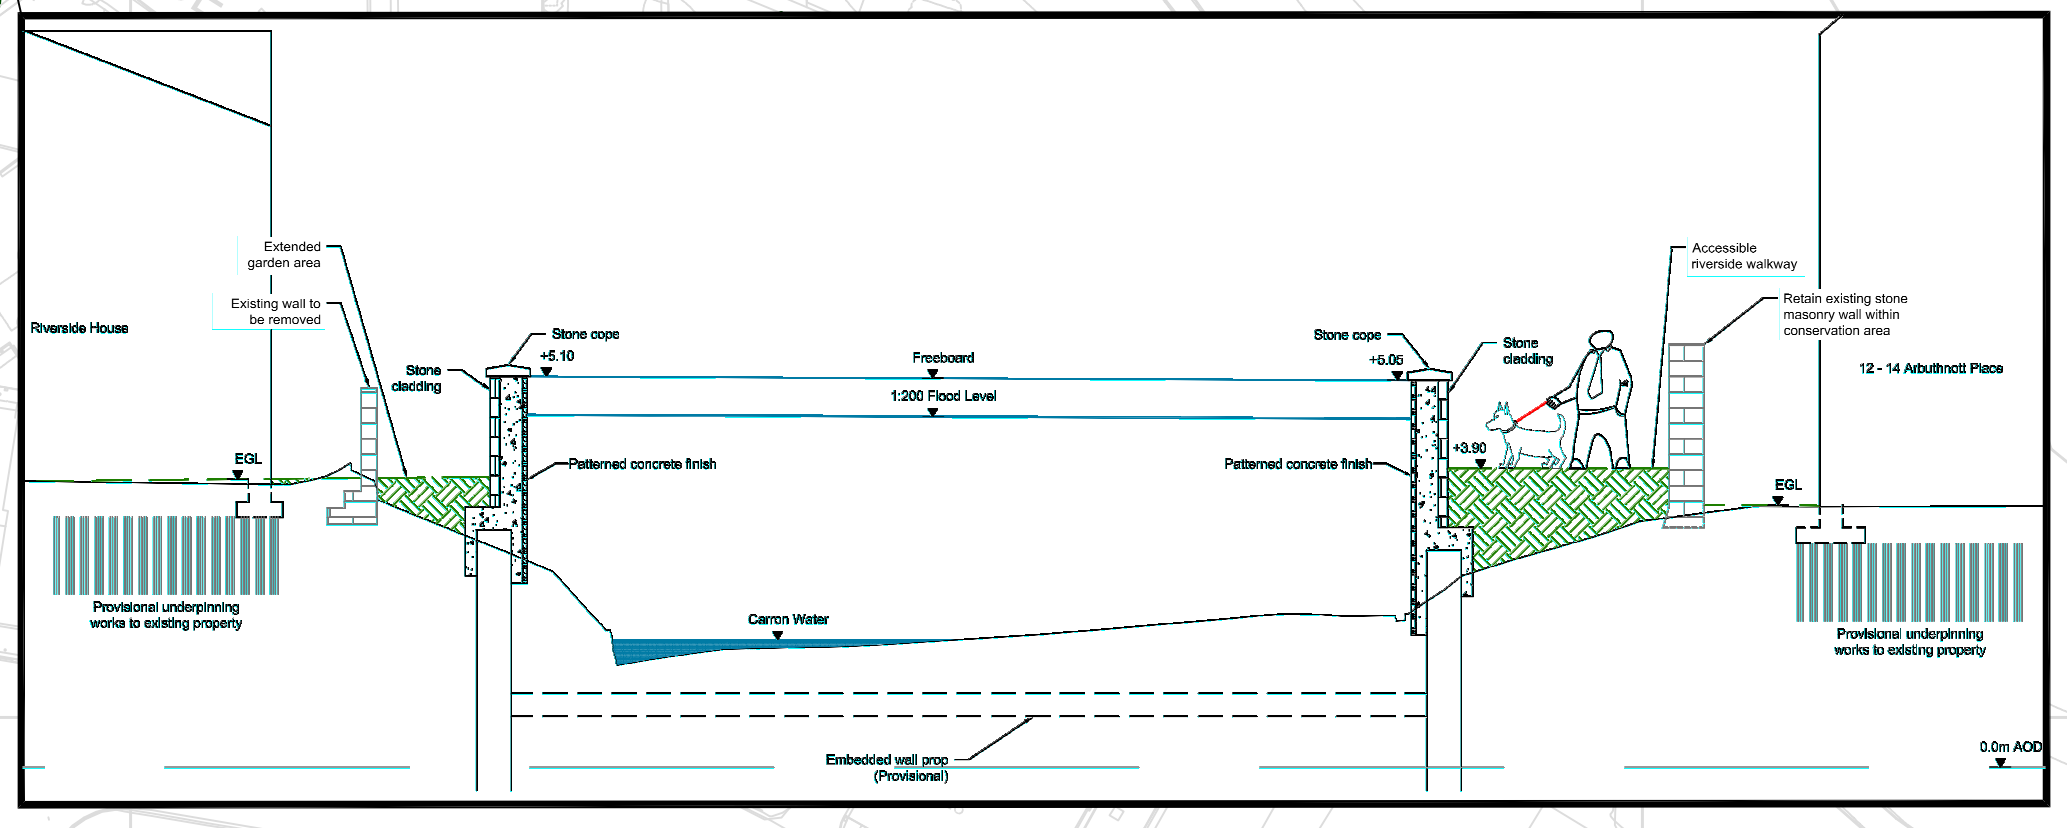 Extended
garden area
Existing wall to
be removed
Riverside House
Stone cope
+5.10
Stone
cladding
EGL
Patterned concrete finish
Provisional underpinning
works to existing property
Freeboard
1:200 Flood Level
Carron Water
Embedded wall prop
(Provisional)
Stone cope
+5.05
Stone
cladding
+3.90
Patterned concrete finish
Accessible
riverside walkway
Retain existing stone
masonry wall within
conservation area
12 - 14 Arbuthnott Place
EGL
Provisional underpinning
works to existing property
0.0m AOD